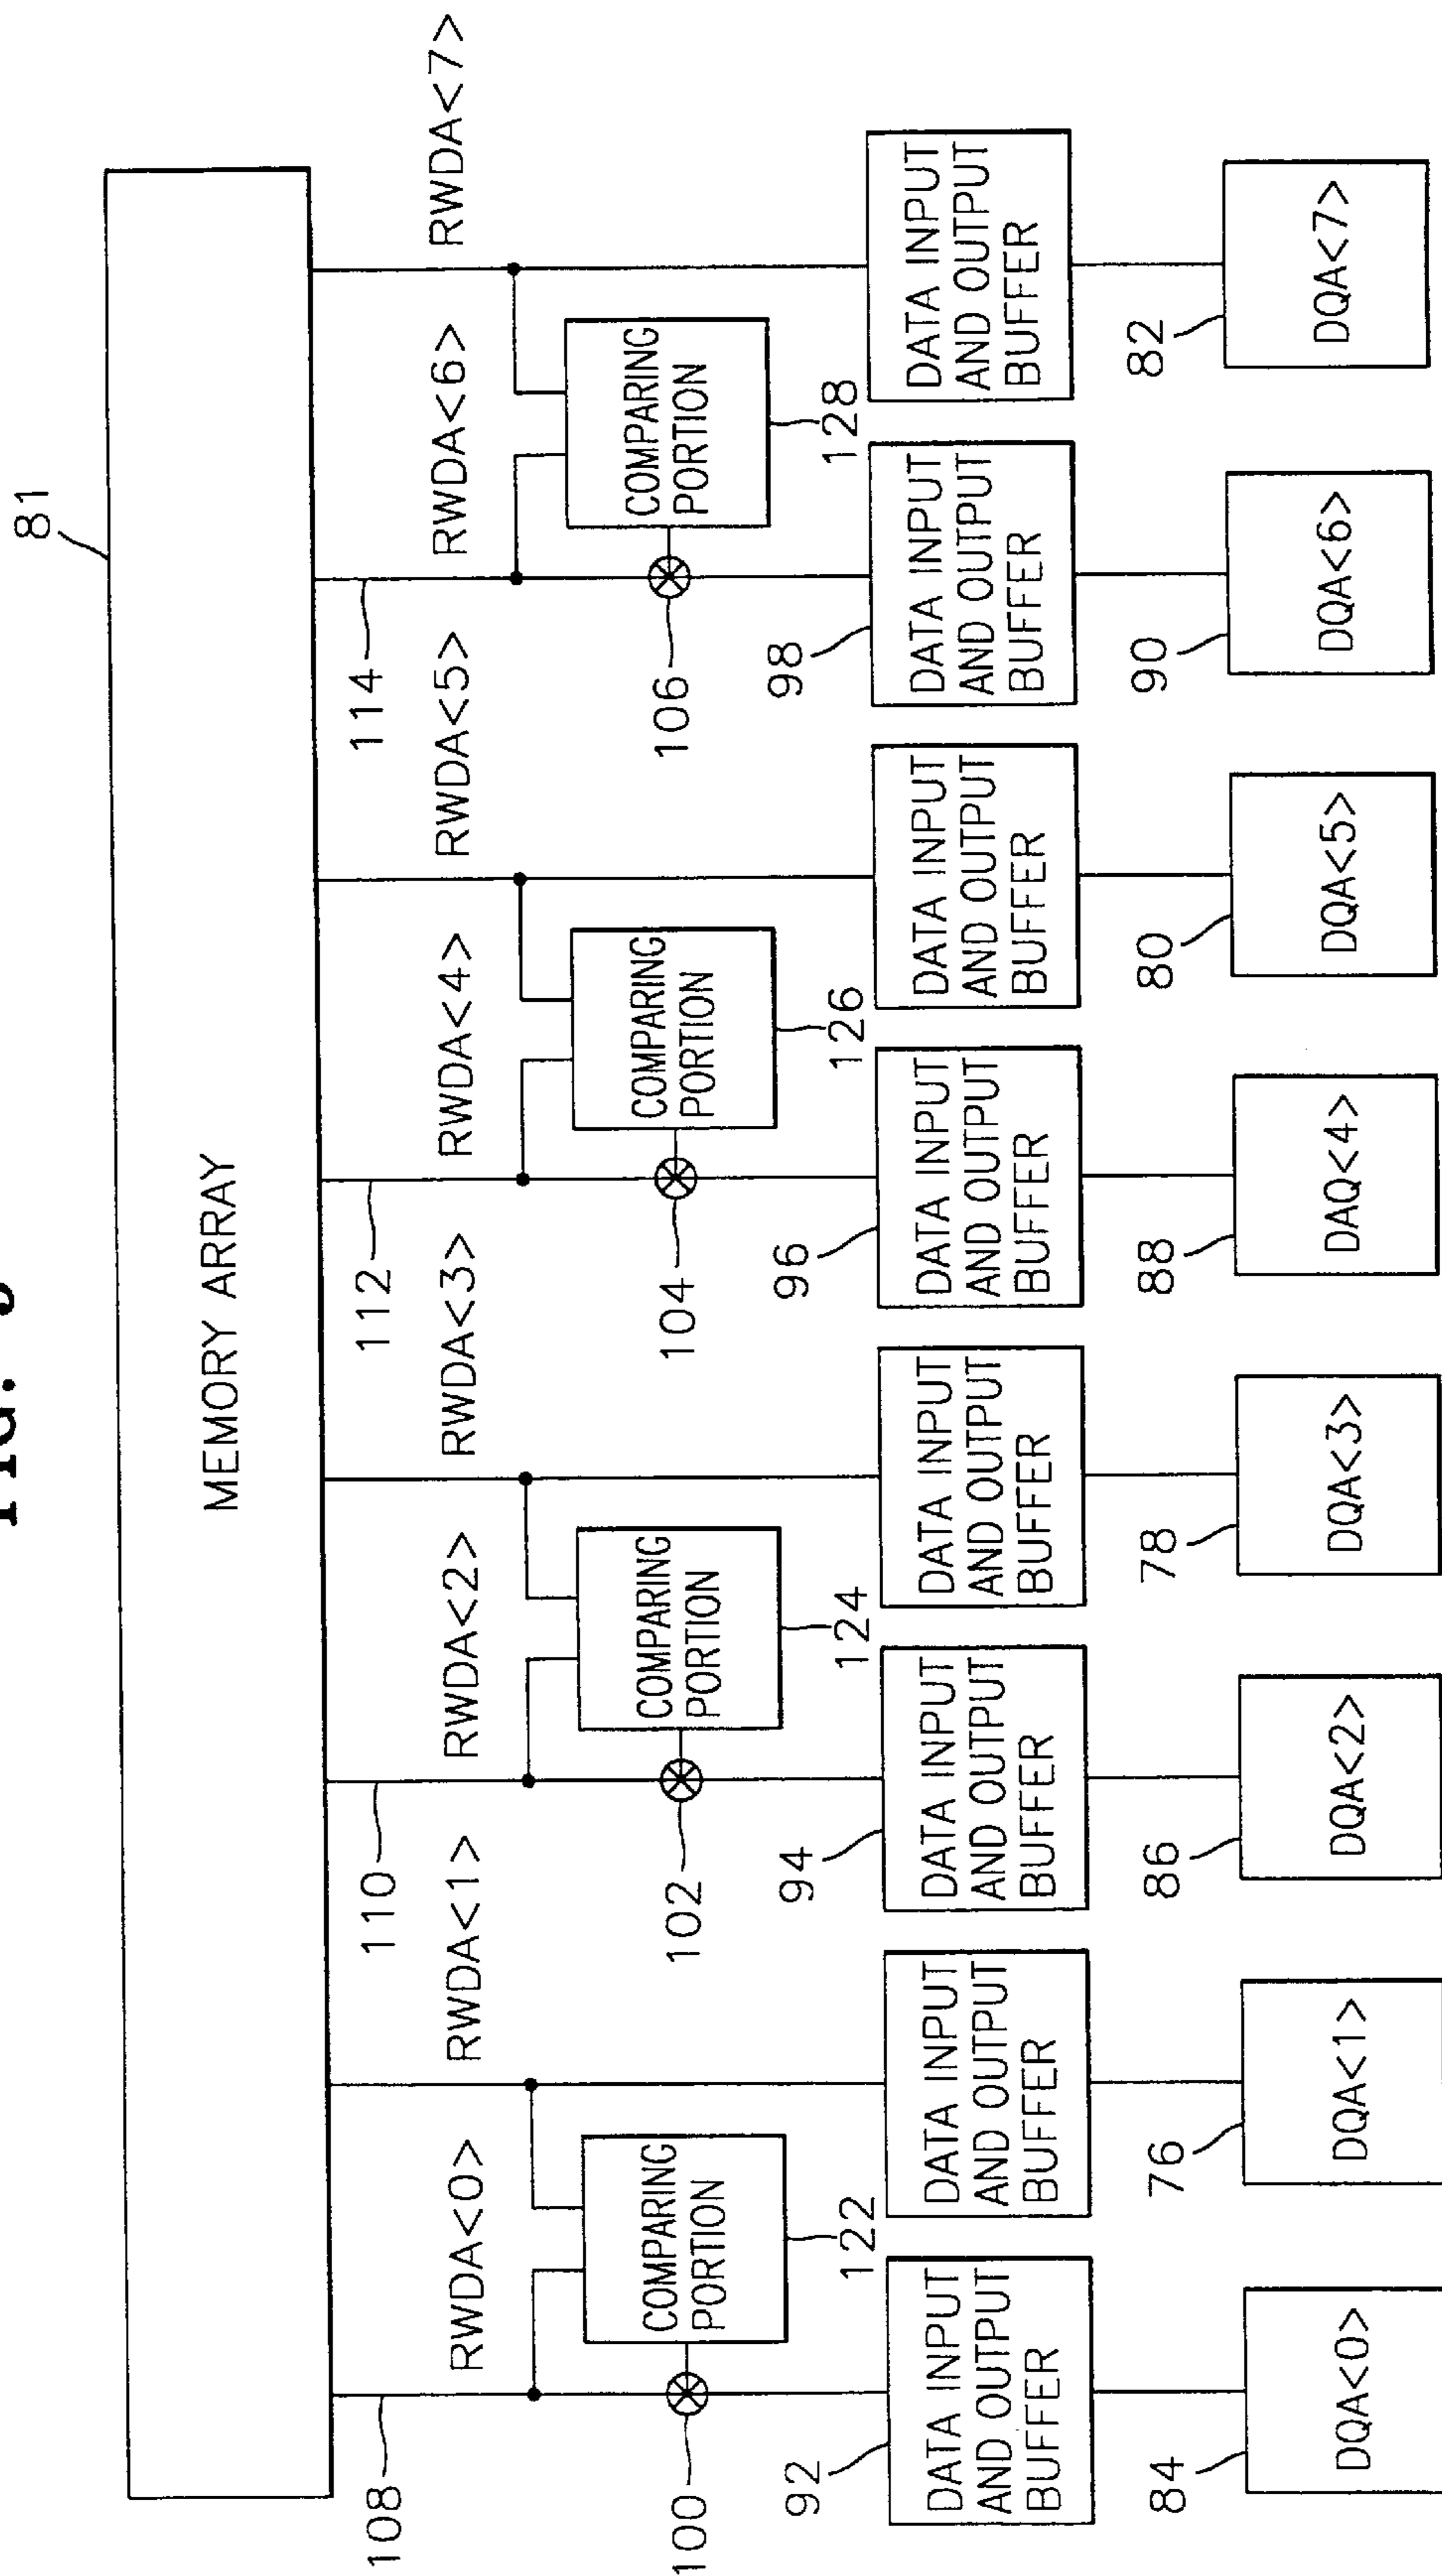 81
MEMORY ARRAY
108
RWDA<0>
RWDA<1>
110
RWDA<2>
RWDA<3>
112
RWDA<4>
RWDA<5>
114
RWDA<6>
RWDA<7>
COMPARING
PORTION
COMPARING
PORTION
COMPARING
PORTION
COMPARING
PORTION
100
122
102
124
104
126
106
128
92
94
96
98
DATA INPUT
AND OUTPUT
BUFFER
DATA INPUT
AND OUTPUT
BUFFER
DATA INPUT
AND OUTPUT
BUFFER
DATA INPUT
AND OUTPUT
BUFFER
DATA INPUT
AND OUTPUT
BUFFER
DATA INPUT
AND OUTPUT
BUFFER
DATA INPUT
AND OUTPUT
BUFFER
DATA INPUT
AND OUTPUT
BUFFER
84
76
86
78
88
80
90
82
DQA<0>
DQA<1>
DQA<2>
DQA<3>
DAQ<4>
DQA<5>
DQA<6>
DQA<7>